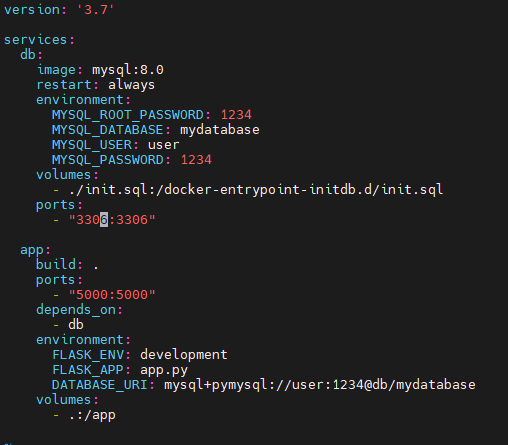 version: '3.7'
services:
  db:
    image: mysql:8.0
    restart: always
    environment:
      MYSQL_ROOT_PASSWORD: 1234
      MYSQL_DATABASE: mydatabase
      MYSQL_USER: user
      MYSQL_PASSWORD: 1234
    volumes:
      - ./init.sql:/docker-entrypoint-initdb.d/init.sql
    ports:
      - "3306:3306"
  app:
    build: .
    ports:
      - "5000:5000"
    depends_on:
      - db
    environment:
      FLASK_ENV: development
      FLASK_APP: app.py
      DATABASE_URI: mysql+pymysql://user:1234@db/mydatabase
    volumes:
      - .:/app